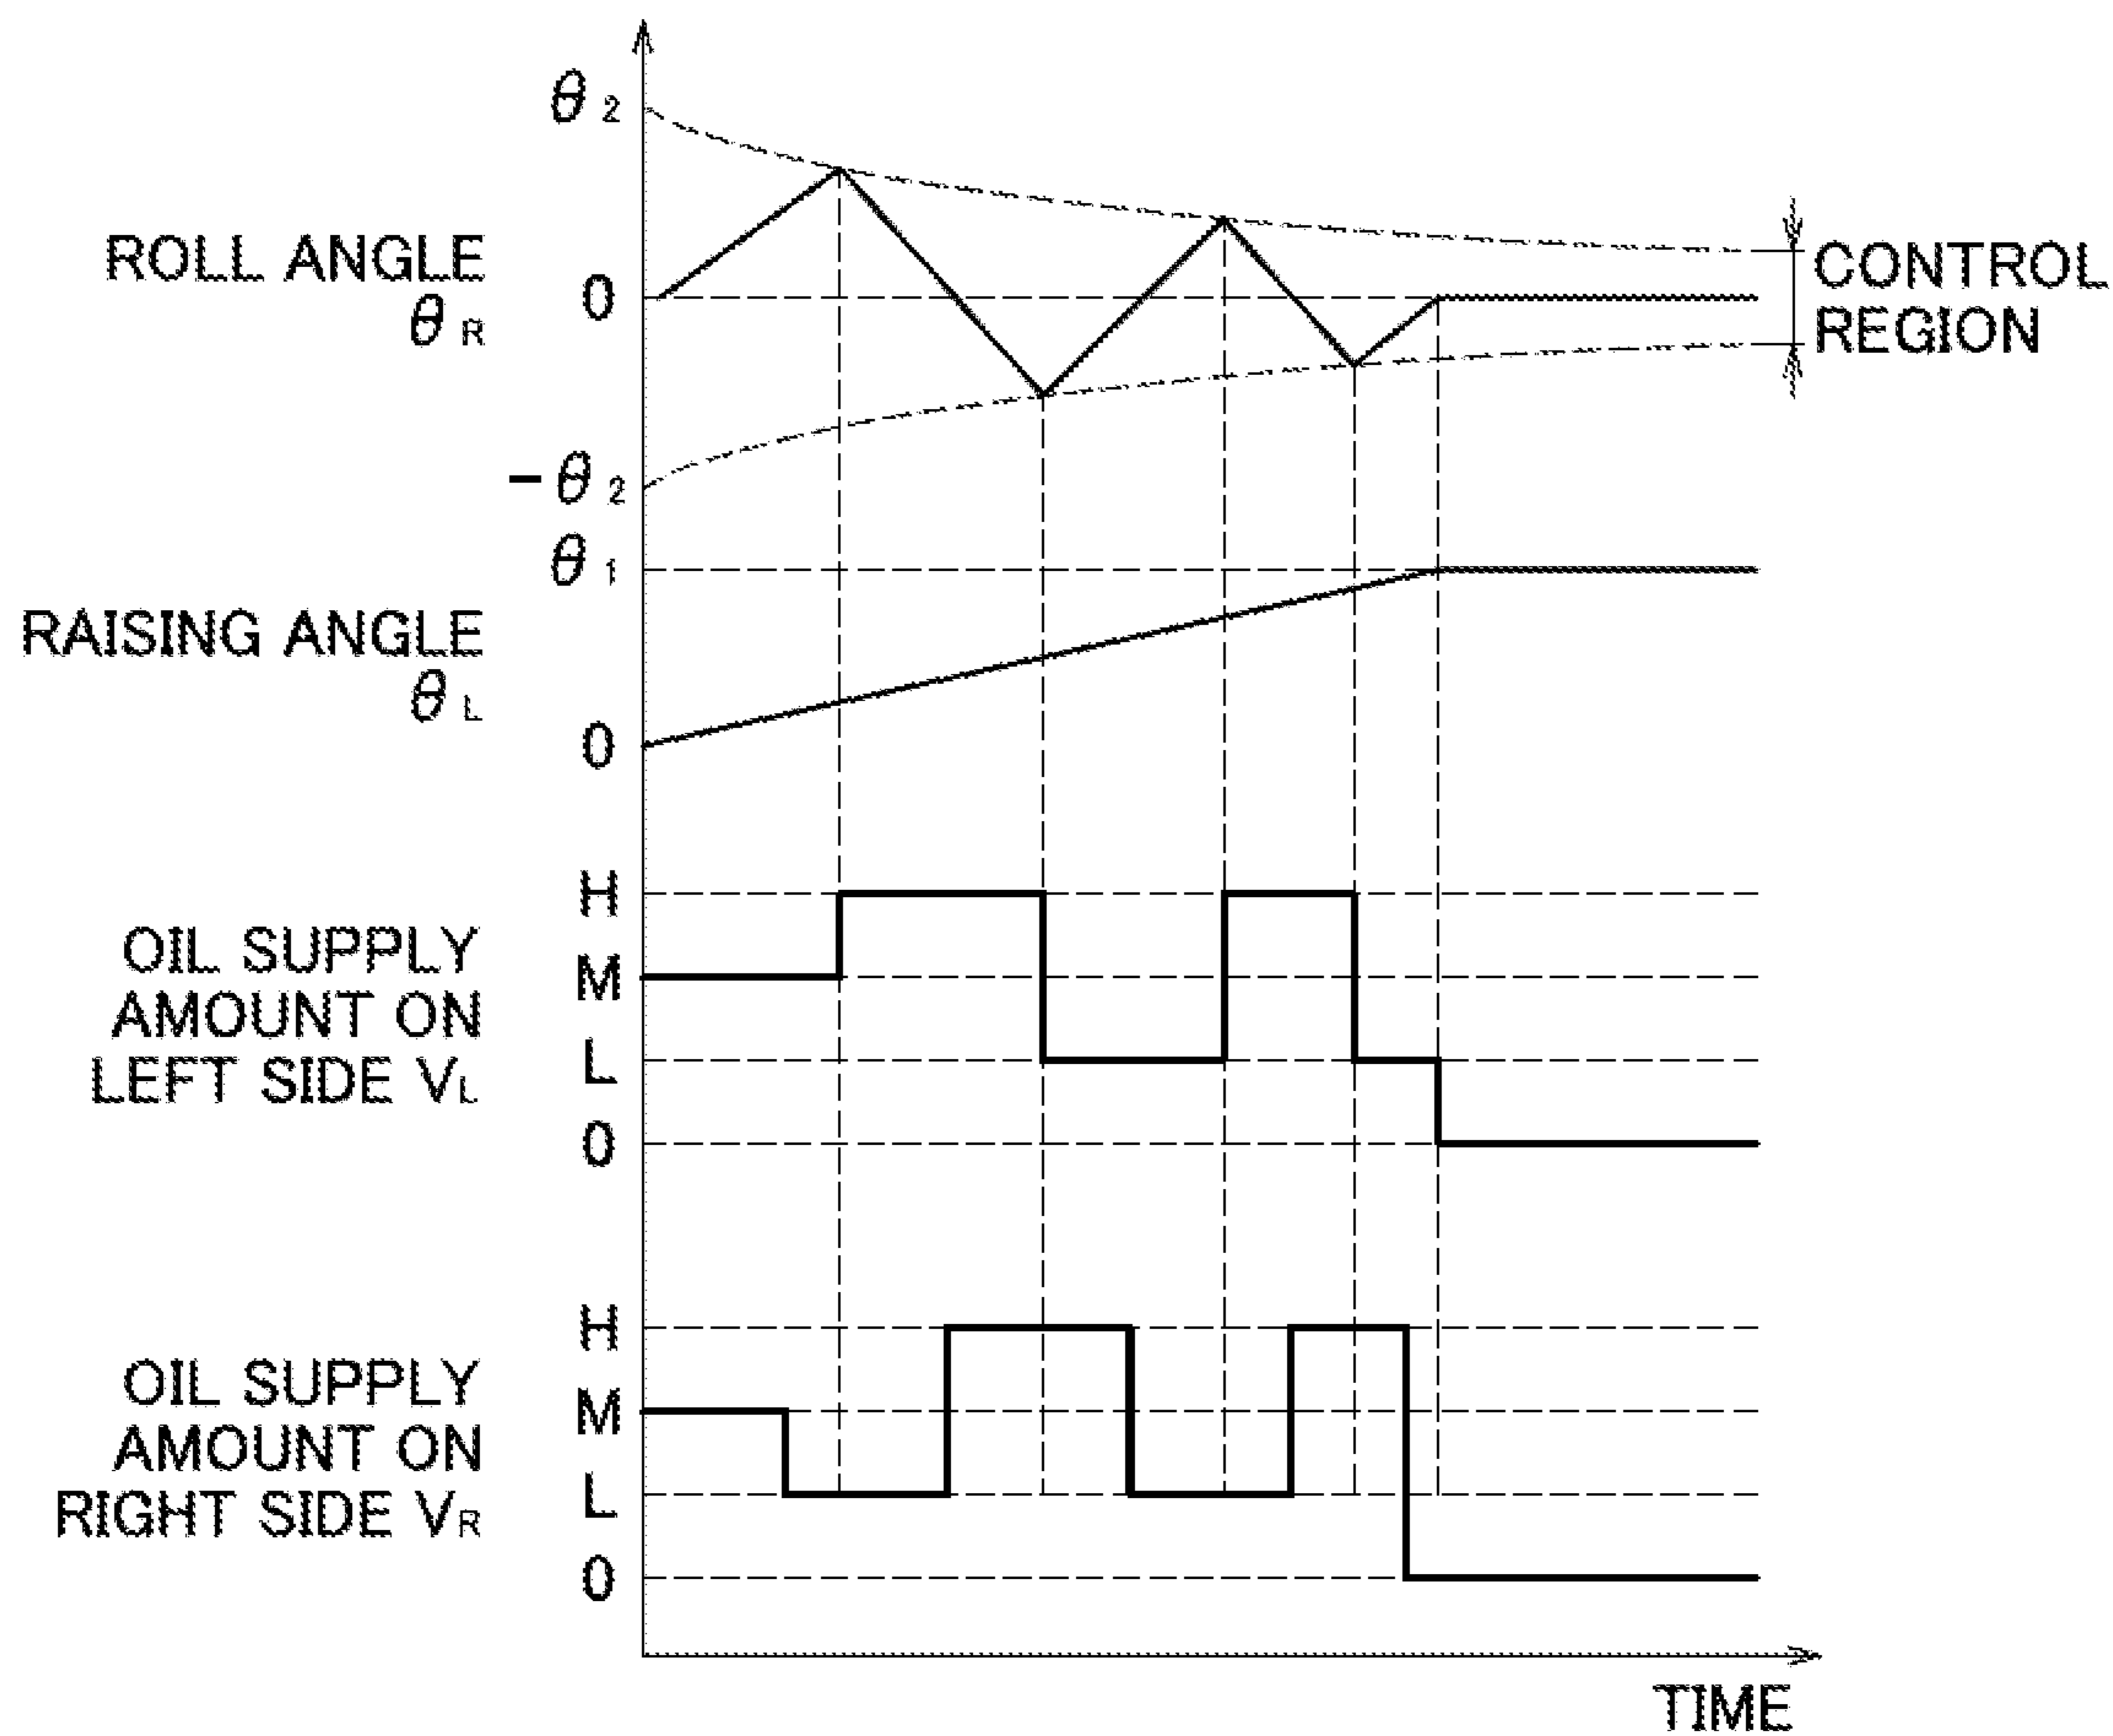 θ2
ROLL ANGLE
θR
0
-θ2
CONTROL
REGION
θ1
RAISING ANGLE
θL
0
H
M
L
0
OIL SUPPLY
AMOUNT ON
LEFT SIDE VL
H
M
L
0
OIL SUPPLY
AMOUNT ON
RIGHT SIDE VR
TIME